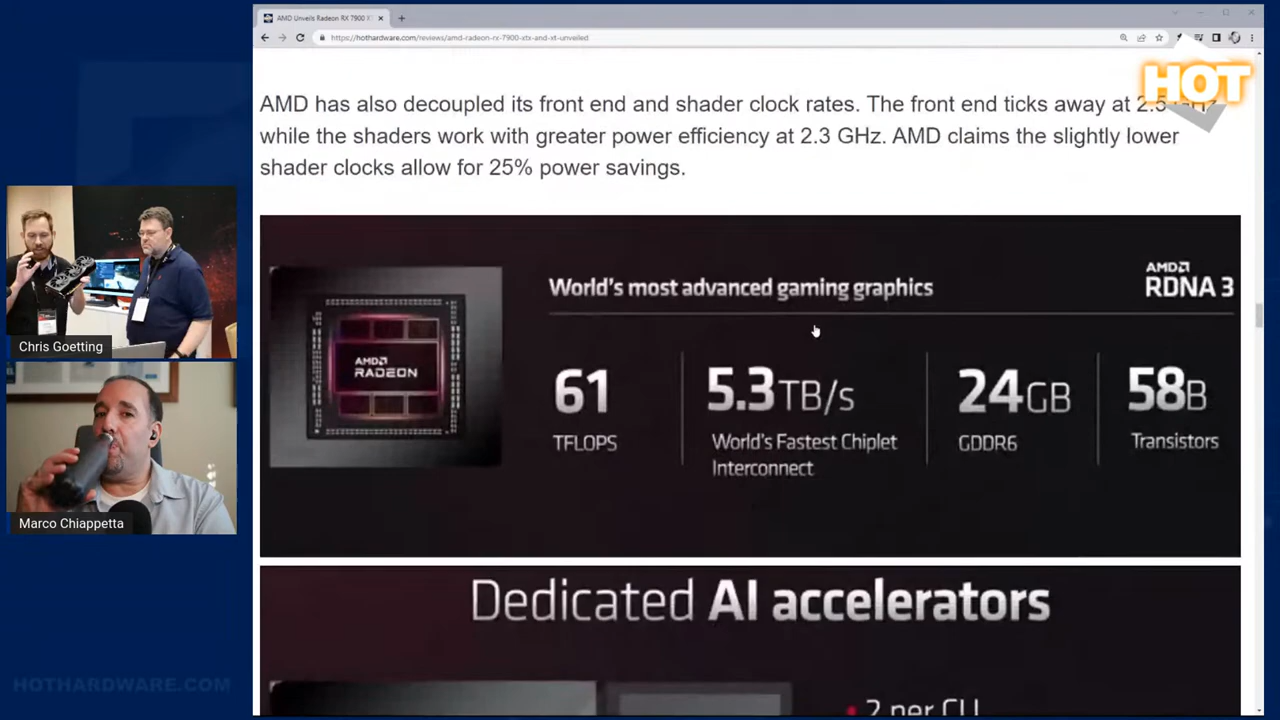 AMD Unveils Radeon RX 7900 X
https://hothardware.com/reviews/amd-radeon-rx-7900-xtx-and-xt-unveiled
HOT
AMD has also decoupled its front end and shader clock rates. The front end ticks away at 2.5 GHz
while the shaders work with greater power efficiency at 2.3 GHz. AMD claims the slightly lower
shader clocks allow for 25% power savings.
AMD
RDNA 3
World's most advanced gaming graphics
AMD
RADEON
61
TFLOPS
5.3TB/s
World's Fastest Chiplet
Interconnect
24GB
GDDR6
58B
Transistors
Dedicated AI accelerators
2 per CU
Chris Goetting
Marco Chiappetta
HOTHARDWARE.COM